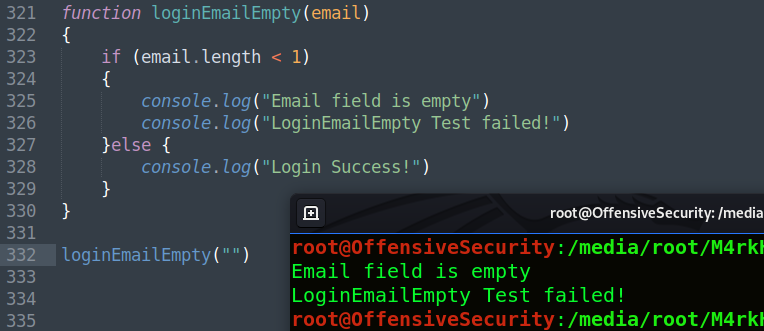 321 function loginEmailEmpty(email)
322 {
323 if (email.length < 1)
324 {
325 console.log("Email field is empty")
326 console.log("LoginEmailEmpty Test failed!")
327 }else {
328 console.log("Login Success!")
329 }
330 }
331
332 loginEmailEmpty("")
333
334
335
root@OffensiveSecurity: /media
root@OffensiveSecurity:/media/root/M4rk
Email field is empty
LoginEmailEmpty Test failed!
root@OffensiveSecurity:/media/root/M4rk